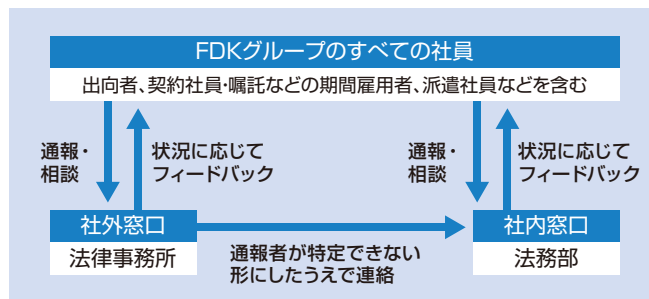 FDKグループのすべての社員
出向者、契約社員・嘱託などの期間雇用者、派遣社員などを含む
通報・
相談
状況に応じて
フィードバック
通報・
相談
状況に応じて
フィードバック
社外窓口
法律事務所
通報者が特定できない
形にしたうえで連絡
社内窓口
法務部